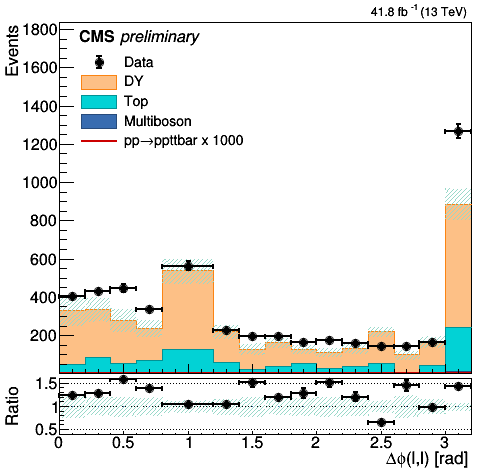 41.8 fb⁻¹ (13 TeV)
Events
1800
1600
1400
1200
1000
800
600
400
200
CMS preliminary
Data
DY
Top
Multiboson
pp→ppttbar x 1000
Ratio
1.5
1
0.5
0 0.5 1 1.5 2 2.5 3
Δϕ(l,l) [rad]